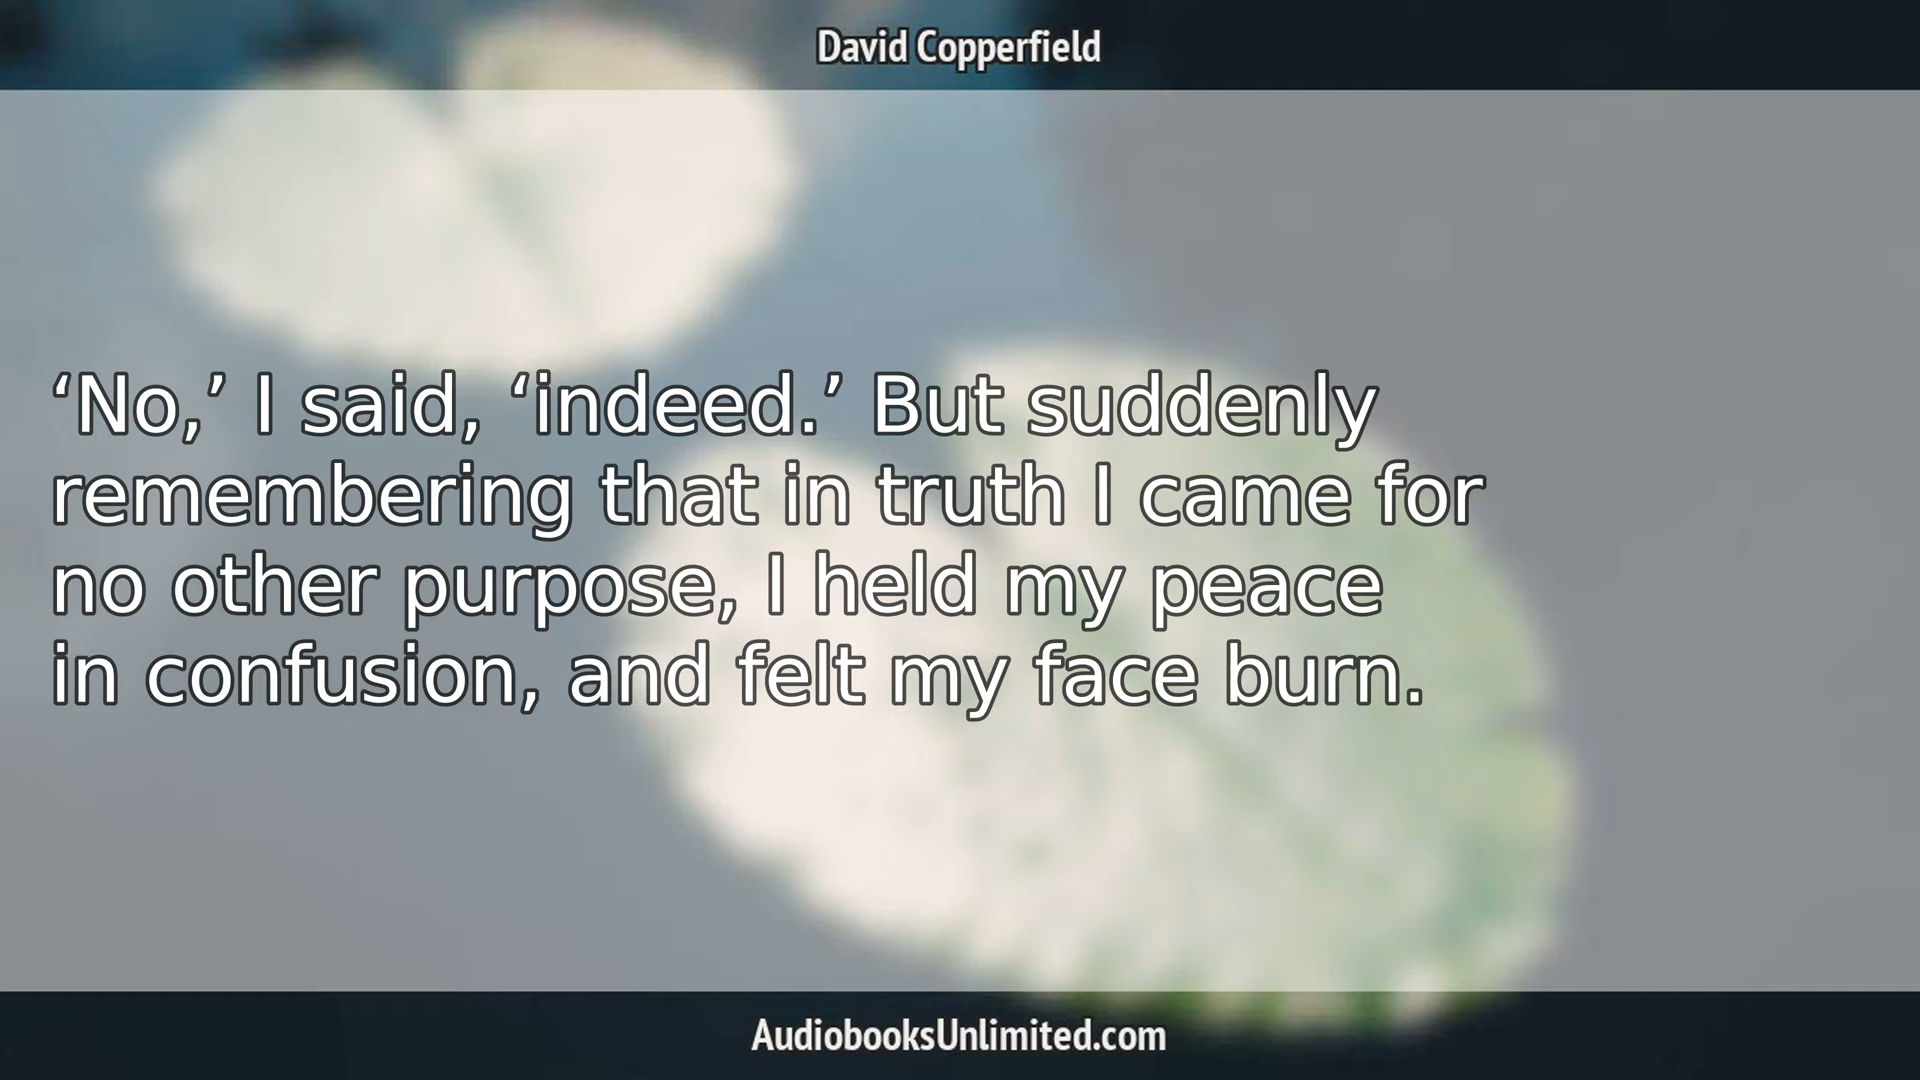 David Copperfield
‘No,’ I said, ‘indeed.’ But suddenly
remembering that in truth I came for
no other purpose, I held my peace
in confusion, and felt my face burn.
AudiobooksUnlimited.com